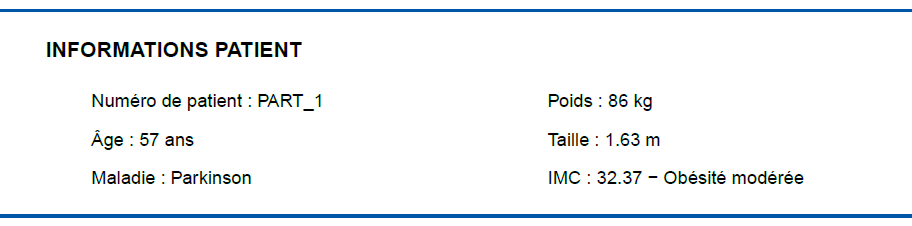 INFORMATIONS PATIENT
Numéro de patient : PART_1
Poids : 86 kg
Âge : 57 ans
Taille : 1.63 m
Maladie : Parkinson
IMC : 32.37 − Obésité modérée